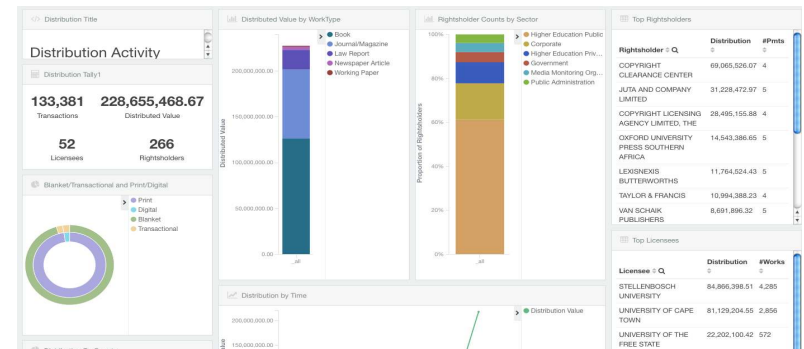 Distribution Title
Distribution Activity
Distribution Tally1
133,381 228,655,468.67
Transactions Distributed Value
52 266
Licensees Rightsholders
Blanket/Transactional and Print/Digital
Print
Digital
Blanket
Transactional
Distributed Value by WorkType
Book
Journal/Magazine
Law Report
Newspaper Article
Working Paper
Distributed Value
200,000,000.00
150,000,000.00
100,000,000.00
50,000,000.00
0.00
_all
Distribution by Time
Distribution Value
200,000,000.00
150,000,000.00
Rightsholder Counts by Sector
Higher Education Public
Corporate
Higher Education Priv...
Government
Media Monitoring Org...
Public Administration
Proportion of Rightsholders
100%
80%
60%
40%
20%
0%
_all
Top Rightsholders
Rightsholder Distribution #Pmts
COPYRIGHT CLEARANCE CENTER 69,065,526.07 4
JUTA AND COMPANY LIMITED 31,228,472.97 5
COPYRIGHT LICENSING AGENCY LIMITED, THE 28,495,155.88 4
OXFORD UNIVERSITY PRESS SOUTHERN AFRICA 14,543,386.65 5
LEXISNEXIS BUTTERWORTHS 11,764,524.43 5
TAYLOR & FRANCIS 10,994,388.23 4
VAN SCHAIK PUBLISHERS 8,691,896.32 5
Top Licensees
Licensee Distribution #Works
STELLENBOSCH UNIVERSITY 84,866,398.51 4,285
UNIVERSITY OF CAPE TOWN 81,129,204.55 2,856
UNIVERSITY OF THE FREE STATE 22,202,100.42 572